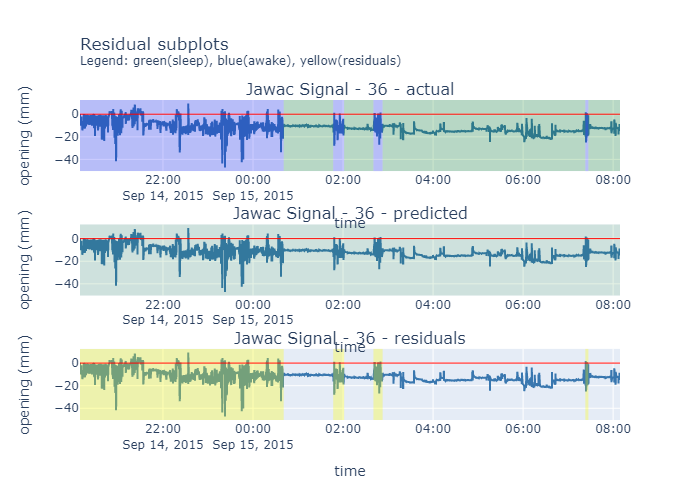 Residual subplots
Legend: green(sleep), blue(awake), yellow(residuals)
Jawac Signal - 36 - actual
opening (mm)
0
−20
−40
22:00 00:00 02:00 04:00 06:00 08:00
Sep 14, 2015 Sep 15, 2015
time
Jawac Signal - 36 - predicted
opening (mm)
0
−20
−40
22:00 00:00 02:00 04:00 06:00 08:00
Sep 14, 2015 Sep 15, 2015
time
Jawac Signal - 36 - residuals
opening (mm)
0
−20
−40
22:00 00:00 02:00 04:00 06:00 08:00
Sep 14, 2015 Sep 15, 2015
time